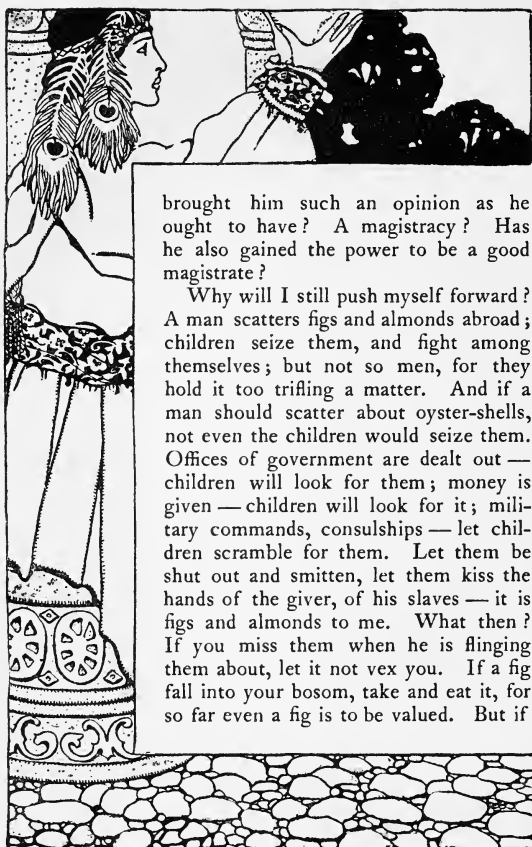 brought him such an opinion as he
ought to have? A magistracy? Has
he also gained the power to be a good
magistrate?
Why will I still push myself forward?
A man scatters figs and almonds abroad;
children seize them, and fight among
themselves; but not so men, for they
hold it too trifling a matter. And if a
man should scatter about oyster-shells,
not even the children would seize them.
Offices of government are dealt out —
children will look for them; money is
given — children will look for it; mili-
tary commands, consulships — let chil-
dren scramble for them. Let them be
shut out and smitten, let them kiss the
hands of the giver, of his slaves — it is
figs and almonds to me. What then?
If you miss them when he is flinging
them about, let it not vex you. If a fig
fall into your bosom, take and eat it, for
so far even a fig is to be valued. But if